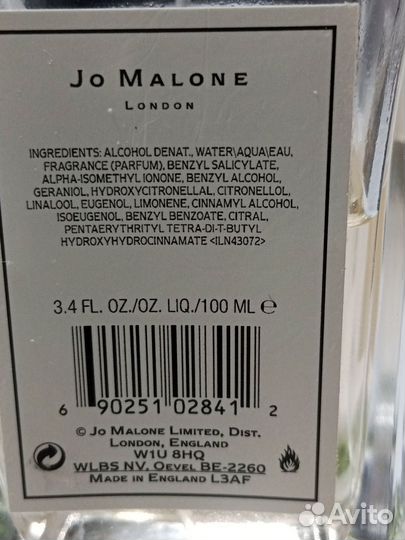 JO MALONE
LONDON
INGREDIENTS: ALCOHOL DENAT., WATER\AQUA\EAU,
FRAGRANCE (PARFUM), BENZYL SALICYLATE,
ALPHA-ISOMETHYL IONONE, BENZYL ALCOHOL,
GERANIOL, HYDROXYCITRONELLAL, CITRONELLOL,
LINALOOL, EUGENOL, LIMONENE, CINNAMYL ALCOHOL,
ISOEUGENOL, BENZYL BENZOATE, CITRAL,
PENTAERYTHRITYL TETRA-DI-T-BUTYL
HYDROXYHYDROCINNAMATE <ILN43072>
3.4 FL. OZ./OZ. LIQ./100 ML ℮
6 90251 02841 2
© JO MALONE LIMITED, DIST.
LONDON, ENGLAND
W1U 8HQ
WLBS NV. OEVEL BE-2260
MADE IN ENGLAND L3AF
Avito